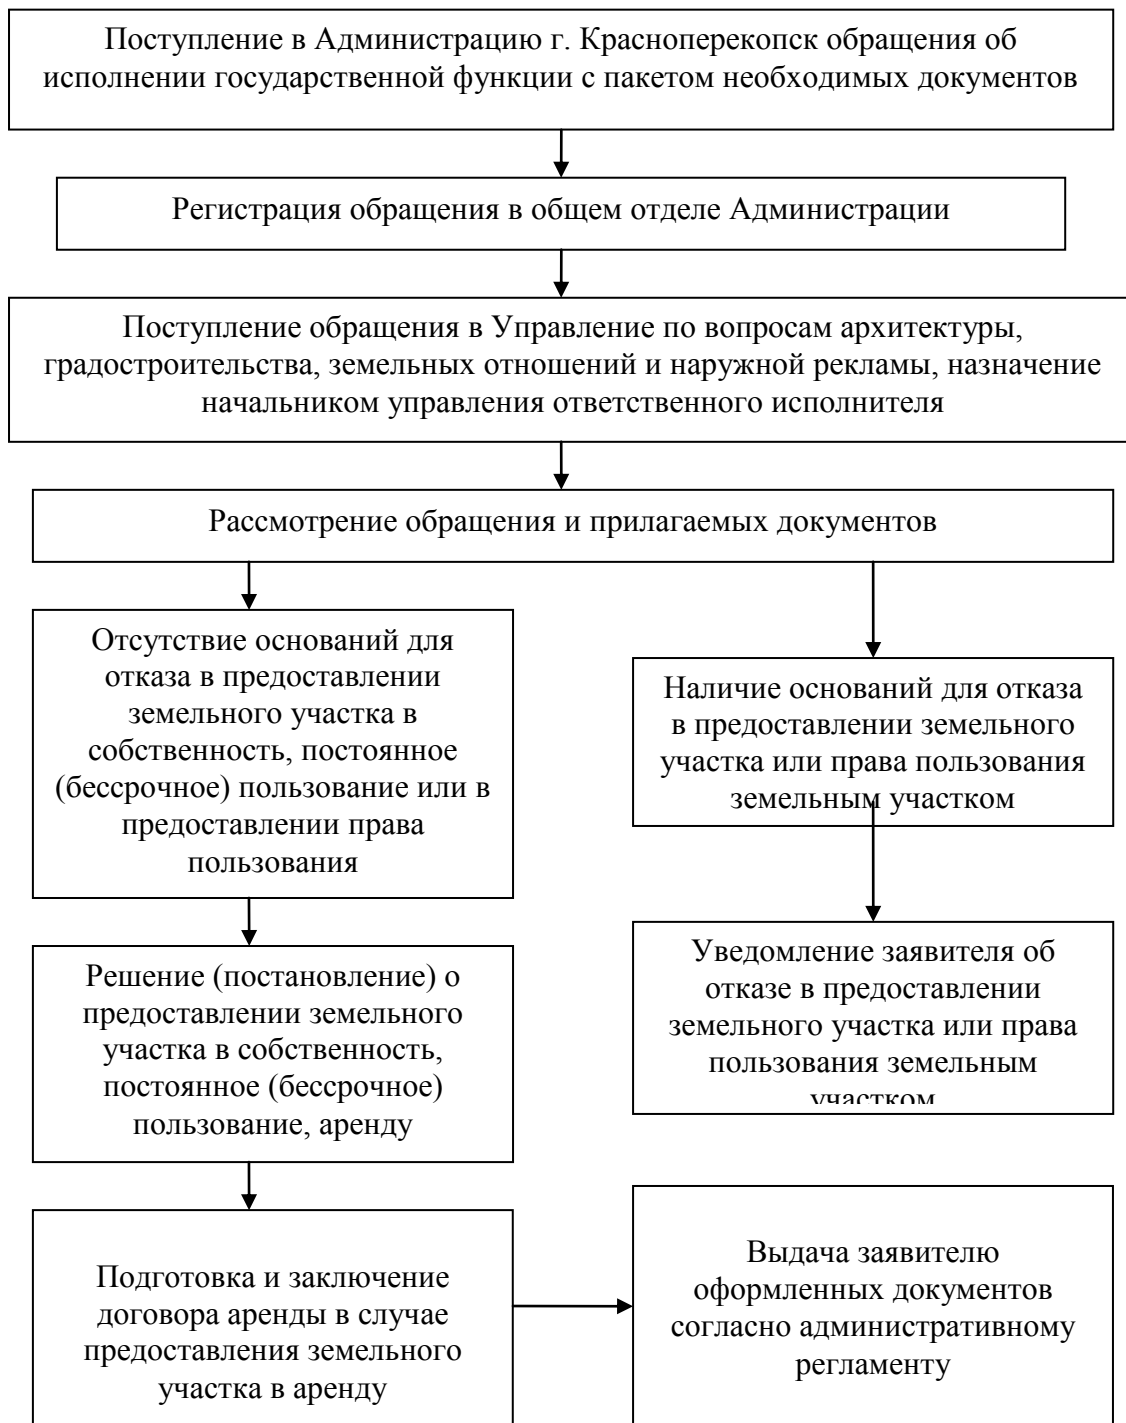 Поступление в Администрацию г. Красноперекопск обращения об
исполнении государственной функции с пакетом необходимых документов
Регистрация обращения в общем отделе Администрации
Поступление обращения в Управление по вопросам архитектуры,
градостроительства, земельных отношений и наружной рекламы, назначение
начальником управления ответственного исполнителя
Рассмотрение обращения и прилагаемых документов
Отсутствие оснований для
отказа в предоставлении
земельного участка в
собственность, постоянное
(бессрочное) пользование или в
предоставлении права
пользования
Наличие оснований для отказа
в предоставлении земельного
участка или права пользования
земельным участком
Решение (постановление) о
предоставлении земельного
участка в собственность,
постоянное (бессрочное)
пользование, аренду
Уведомление заявителя об
отказе в предоставлении
земельного участка или права
пользования земельным
участком
Подготовка и заключение
договора аренды в случае
предоставления земельного
участка в аренду
Выдача заявителю
оформленных документов
согласно административному
регламенту